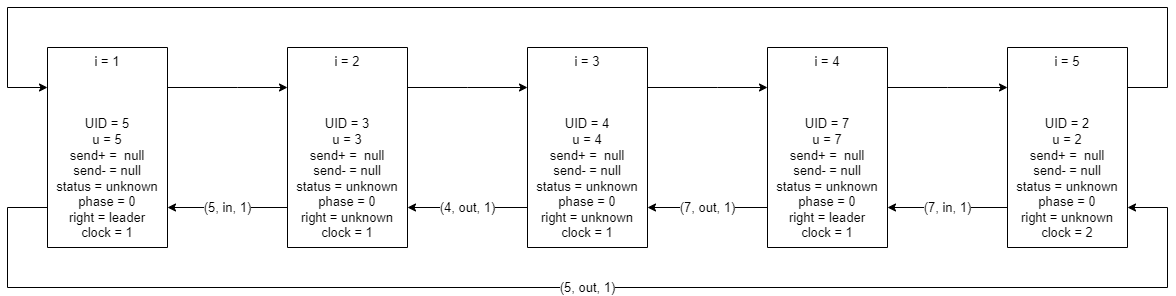 i = 1
UID = 5
u = 5
send+ = null
send- = null
status = unknown
phase = 0
right = leader
clock = 1
(5, in, 1)
i = 2
UID = 3
u = 3
send+ = null
send- = null
status = unknown
phase = 0
right = unknown
clock = 1
(4, out, 1)
i = 3
UID = 4
u = 4
send+ = null
send- = null
status = unknown
phase = 0
right = unknown
clock = 1
(7, out, 1)
i = 4
UID = 7
u = 7
send+ = null
send- = null
status = unknown
phase = 0
right = leader
clock = 1
(7, in, 1)
i = 5
UID = 2
u = 2
send+ = null
send- = null
status = unknown
phase = 0
right = unknown
clock = 2
(5, out, 1)